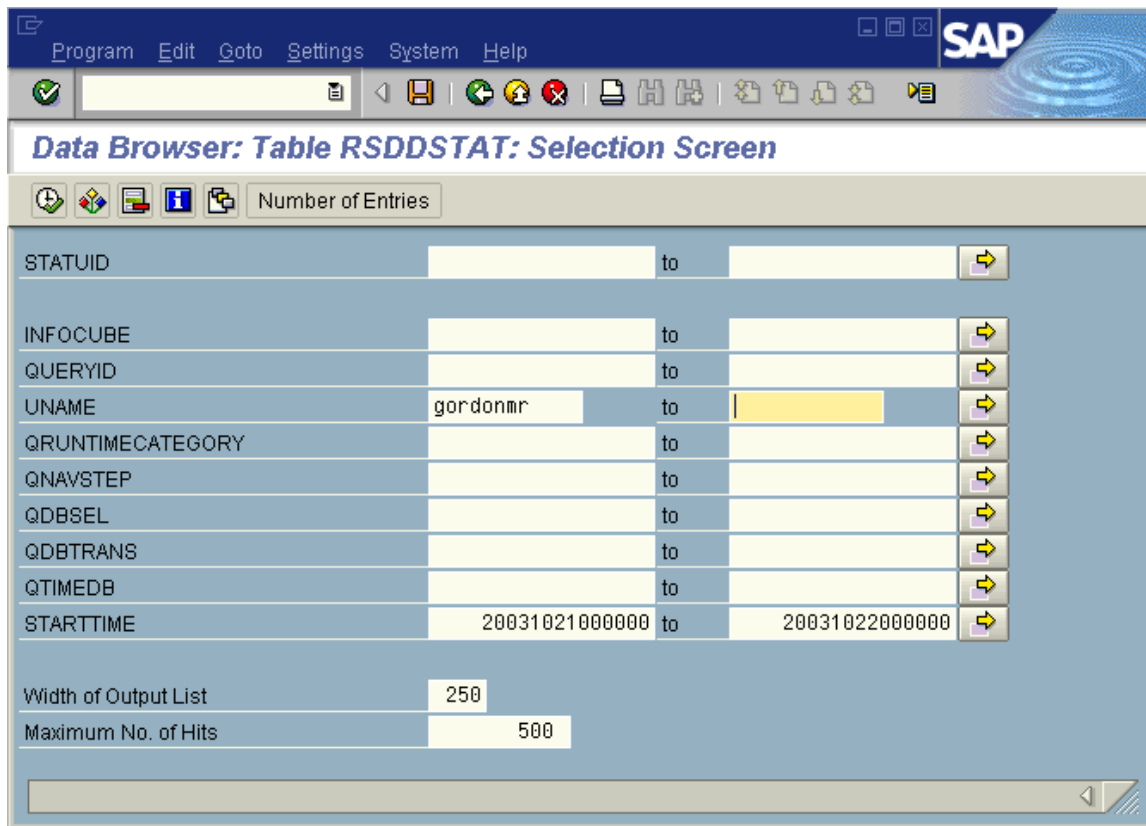 Program Edit Goto Settings System Help
SAP
Data Browser: Table RSDDSTAT: Selection Screen
Number of Entries
STATUID to
INFOCUBE to
QUERYID to
UNAME gordonmr to
QRUNTIMECATEGORY to
QNAVSTEP to
QDBSEL to
QDBTRANS to
QTIMEDB to
STARTTIME 20031021000000 to 20031022000000
Width of Output List 250
Maximum No. of Hits 500